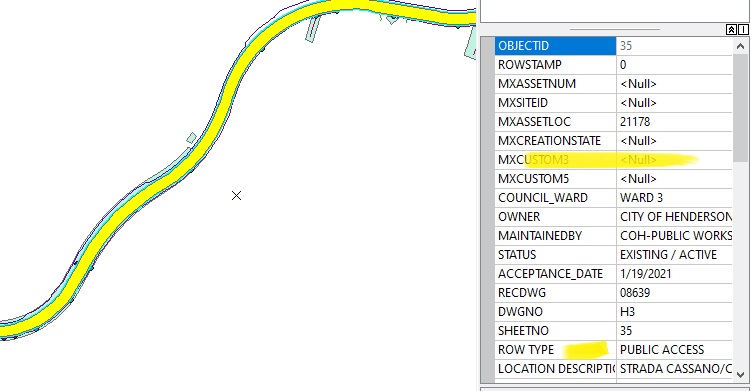 OBJECTID 35
ROWSTAMP 0
MXASSETNUM <Null>
MXSITEID <Null>
MXASSETLOC 21178
MXCREATIONSTATE <Null>
MXCUSTOM3 <Null>
MXCUSTOM5 <Null>
COUNCIL_WARD WARD 3
OWNER CITY OF HENDERSON
MAINTAINEDBY COH-PUBLIC WORKS
STATUS EXISTING / ACTIVE
ACCEPTANCE_DATE 1/19/2021
RECDWG 08639
DWGNO H3
SHEETNO 35
ROW TYPE PUBLIC ACCESS
LOCATION DESCRIPTI STRADA CASSANO/C